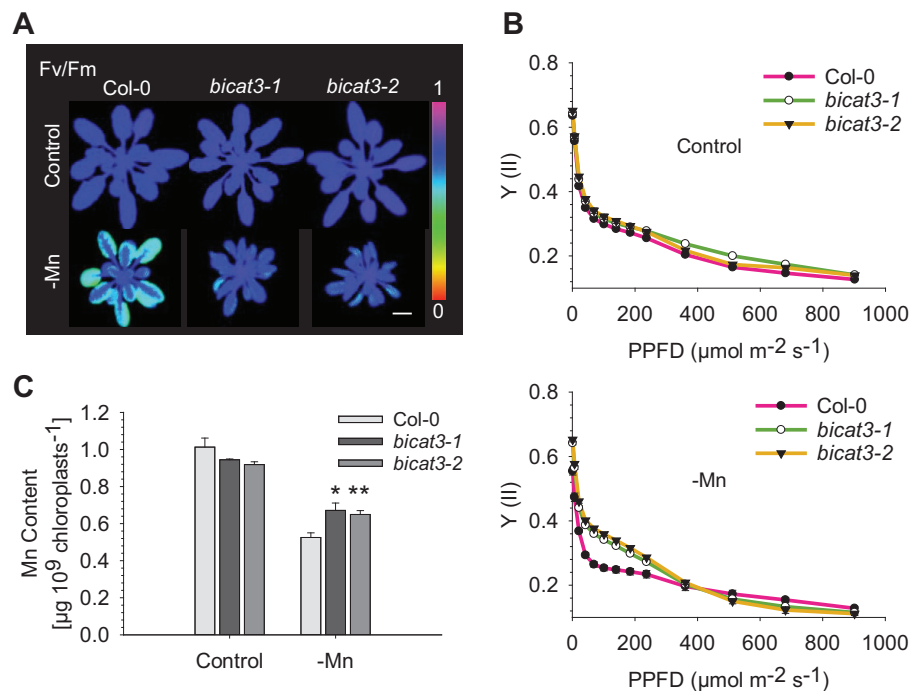 A
Fv/Fm
Col-0 bicat3-1 bicat3-2
1
Control
-Mn
0
B
0.8
0.6
0.4
0.2
Y (II)
Col-0
bicat3-1
bicat3-2
Control
0 200 400 600 800 1000
PPFD (µmol m-2 s-1)
0.8
0.6
0.4
0.2
Y (II)
Col-0
bicat3-1
bicat3-2
-Mn
0 200 400 600 800 1000
PPFD (µmol m-2 s-1)
C
Mn Content
[µg 109 chloroplasts-1]
1.2
1.0
0.8
0.6
0.4
0.2
0.0
Col-0
bicat3-1
bicat3-2
* **
Control -Mn